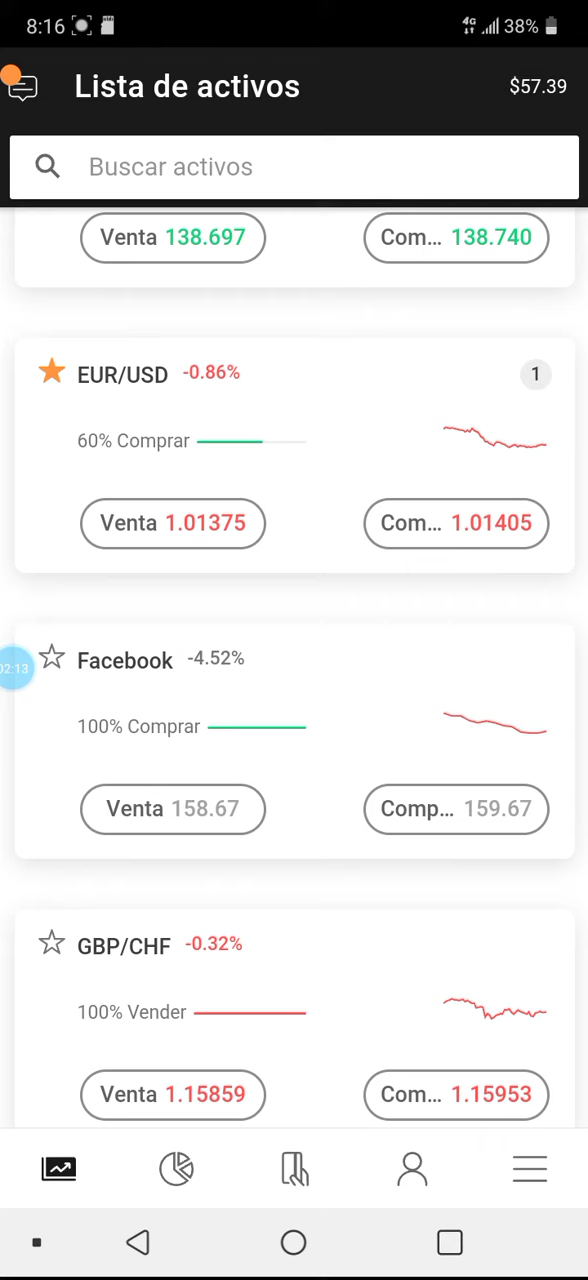 8:16 4G 38%
Lista de activos $57.39
Buscar activos
Venta 138.697 Com... 138.740
EUR/USD -0.86% 1
60% Comprar
Venta 1.01375 Com... 1.01405
Facebook -4.52%
02:13
100% Comprar
Venta 158.67 Comp... 159.67
GBP/CHF -0.32%
100% Vender
Venta 1.15859 Com... 1.15953